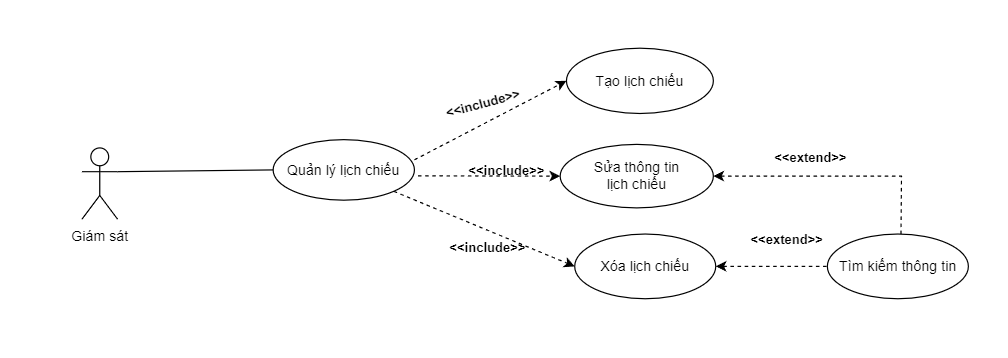 Tạo lịch chiếu
<<include>>
<<extend>>
Quản lý lịch chiếu
<<include>>
Sửa thông tin
lịch chiếu
Giám sát
<<include>>
<<extend>>
Xóa lịch chiếu
Tìm kiếm thông tin